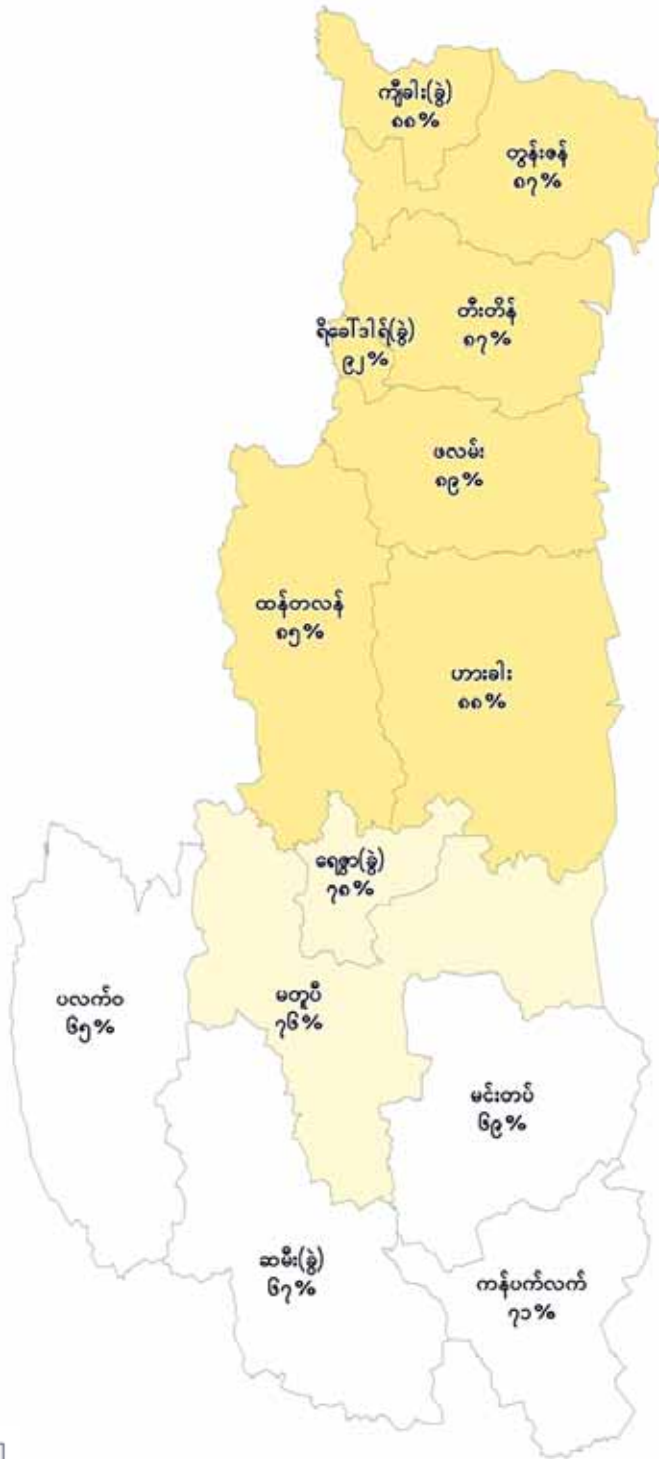 ကျီခါး(ခွဲ)
၈၈%
တွန်းဇန်
၈၇%
တီးတိန်
၈၇%
ရိခေါ်ဒါရ်(ခွဲ)
၉၂%
ဖလမ်း
၈၉%
ထန်တလန်
၈၅%
ဟားခါး
၈၈%
ရေဇွာ(ခွဲ)
၇၈%
မတူပီ
၇၆%
ပလက်ဝ
၆၅%
မင်းတပ်
၆၉%
ဆမီး(ခွဲ)
၆၇%
ကန်ပက်လက်
၇၁%